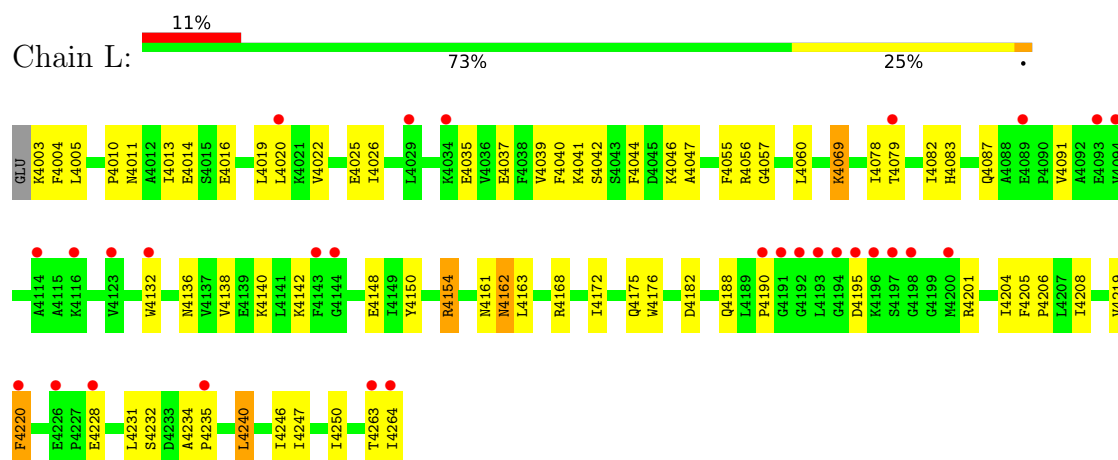 11%
Chain L:
73%
25%
•
GLU K4003 F4004 L4005 P4010 N4011 A4012 I4013 E4014 S4015 E4016 L4019 L4020 K4021 V4022 E4025 I4026 L4029 K4034 E4035 V4036 E4037 F4038 V4039 F4040 K4041 S4042 S4043 F4044 D4045 K4046 A4047 F4055 R4056 G4057 L4060 K4069 I4078 T4079 I4082 H4083 Q4087 A4088 E4089 P4090 V4091 A4092 E4093 V4094
A4114 A4115 K4116 V4123 W4132 N4136 V4137 V4138 E4139 K4140 L4141 K4142 F4143 G4144 E4148 I4149 Y4150 R4154 N4161 N4162 L4163 R4168 I4172 Q4175 W4176 D4182 Q4188 L4189 P4190 G4191 G4192 L4193 G4194 D4195 K4196 S4197 G4198 G4199 M4200 R4201 I4204 F4205 P4206 L4207 I4208 V4219
F4220 E4226 P4227 E4228 L4231 S4232 D4233 A4234 P4235 L4240 I4246 I4247 I4250 T4263 I4264